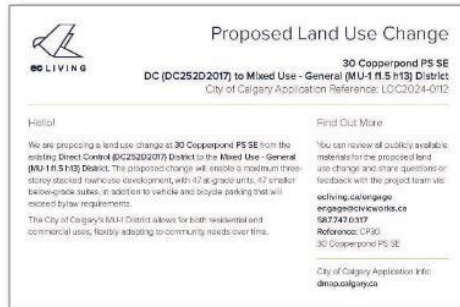 Proposed Land Use Change
ecLIVING
30 Copperpond PS SE
DC (DC252D2017) to Mixed Use - General (MU-1 f1.5 h13) District
City of Calgary Application Reference: LOC2024-0112
Hello!
We are proposing a land use change at 30 Copperpond PS SE from the
existing Direct Control (DC252D2017) District to the Mixed Use - General
(MU-1 f1.5 h13) District. The proposed change will enable a maximum three-
storey stacked rowhouse development, with 47 at-grade units, 47 smaller
below-grade suites, in addition to vehicle and bicycle parking that will
exceed bylaw requirements.
The City of Calgary's MU-1 District allows for both residential and
commercial uses, flexibly adapting to community needs over time.
Find Out More
You can review all publicly available
materials for the proposed land
use change and share questions or
feedback with the project team via:
ecliving.ca/engage
engage@civicworks.ca
587.747.0317
Reference: CP30
30 Copperpond PS SE
City of Calgary Application Info:
dmap.calgary.ca